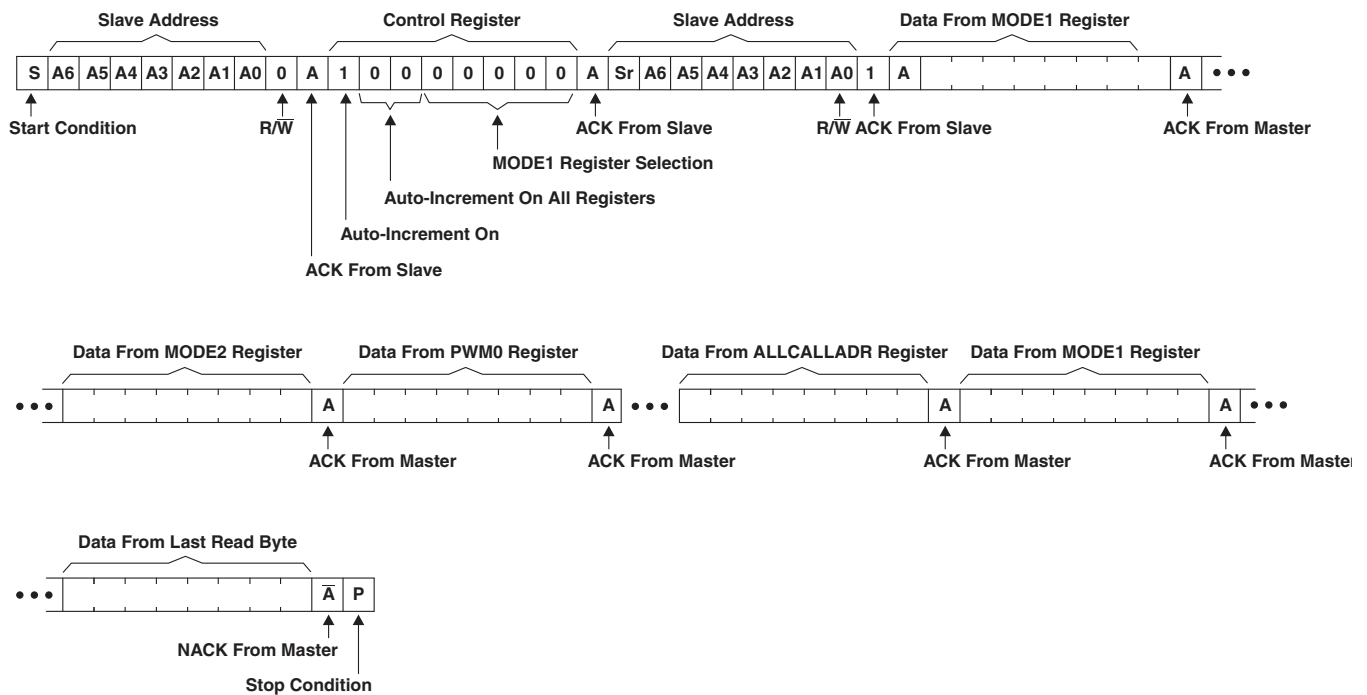 Slave Address Control Register Slave Address Data From MODE1 Register
S A6 A5 A4 A3 A2 A1 A0 0 A 1 0 0 0 0 0 0 0 A Sr A6 A5 A4 A3 A2 A1 A0 1 A A •••
Start Condition R/W̅ ACK From Slave R/W̅ ACK From Slave ACK From Master
MODE1 Register Selection
Auto-Increment On All Registers
Auto-Increment On
ACK From Slave
Data From MODE2 Register Data From PWM0 Register Data From ALLCALLADR Register Data From MODE1 Register
••• A A ••• A A •••
ACK From Master ACK From Master ACK From Master ACK From Master
Data From Last Read Byte
••• A̅ P
NACK From Master
Stop Condition